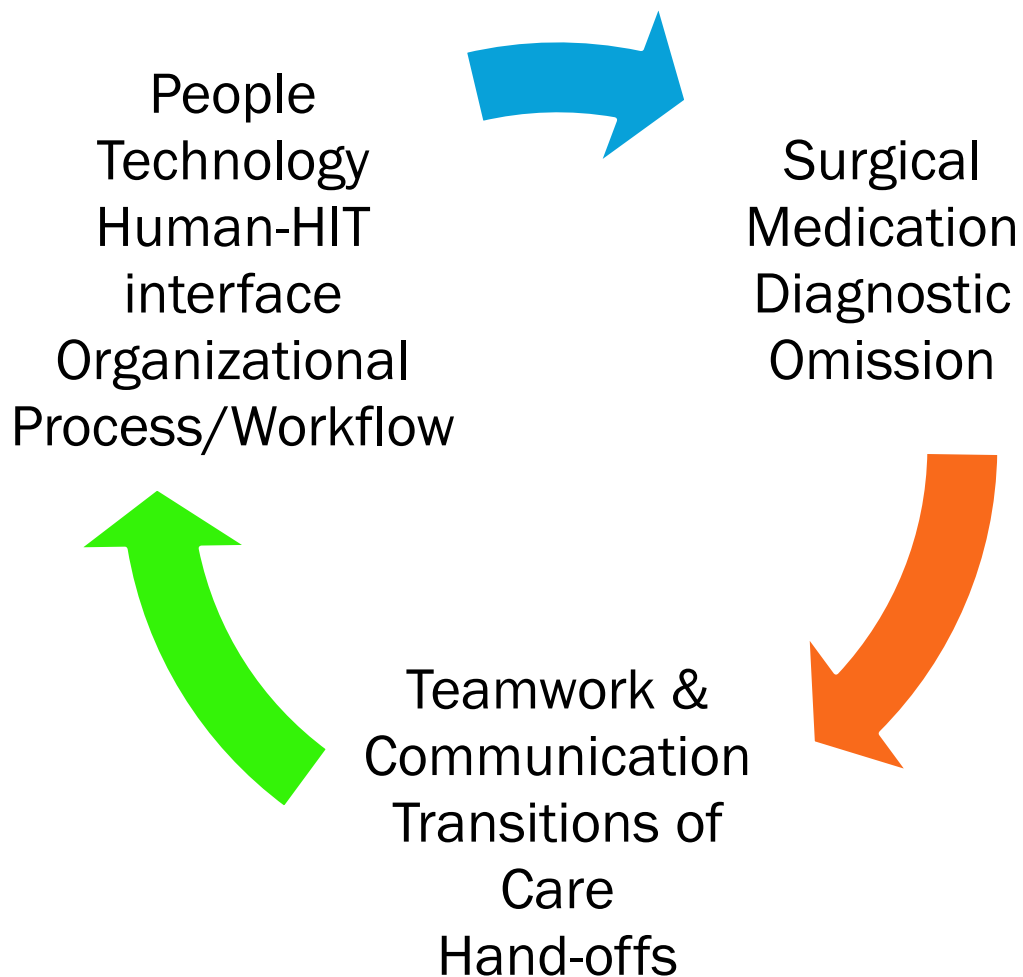 People
Technology
Human-HIT
interface
Organizational
Process/Workflow
Surgical
Medication
Diagnostic
Omission
Teamwork &
Communication
Transitions of
Care
Hand-offs